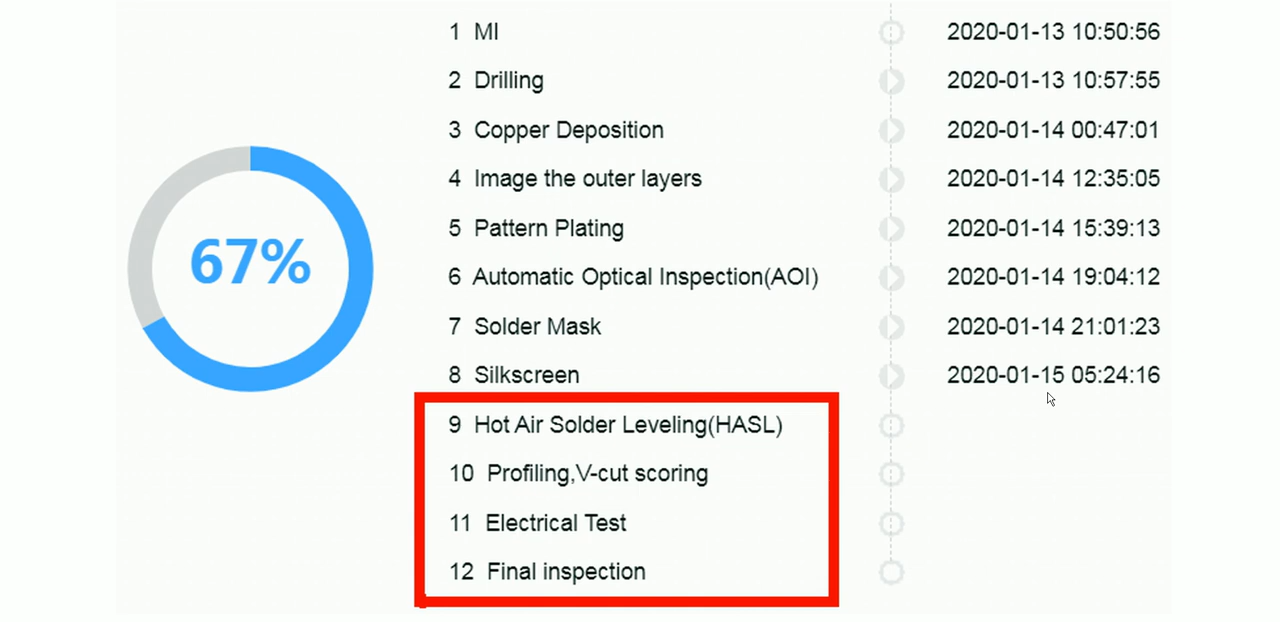 1 MI 2020-01-13 10:50:56
2 Drilling 2020-01-13 10:57:55
3 Copper Deposition 2020-01-14 00:47:01
4 Image the outer layers 2020-01-14 12:35:05
5 Pattern Plating 2020-01-14 15:39:13
6 Automatic Optical Inspection(AOI) 2020-01-14 19:04:12
67%
7 Solder Mask 2020-01-14 21:01:23
8 Silkscreen 2020-01-15 05:24:16
9 Hot Air Solder Leveling(HASL)
10 Profiling,V-cut scoring
11 Electrical Test
12 Final inspection